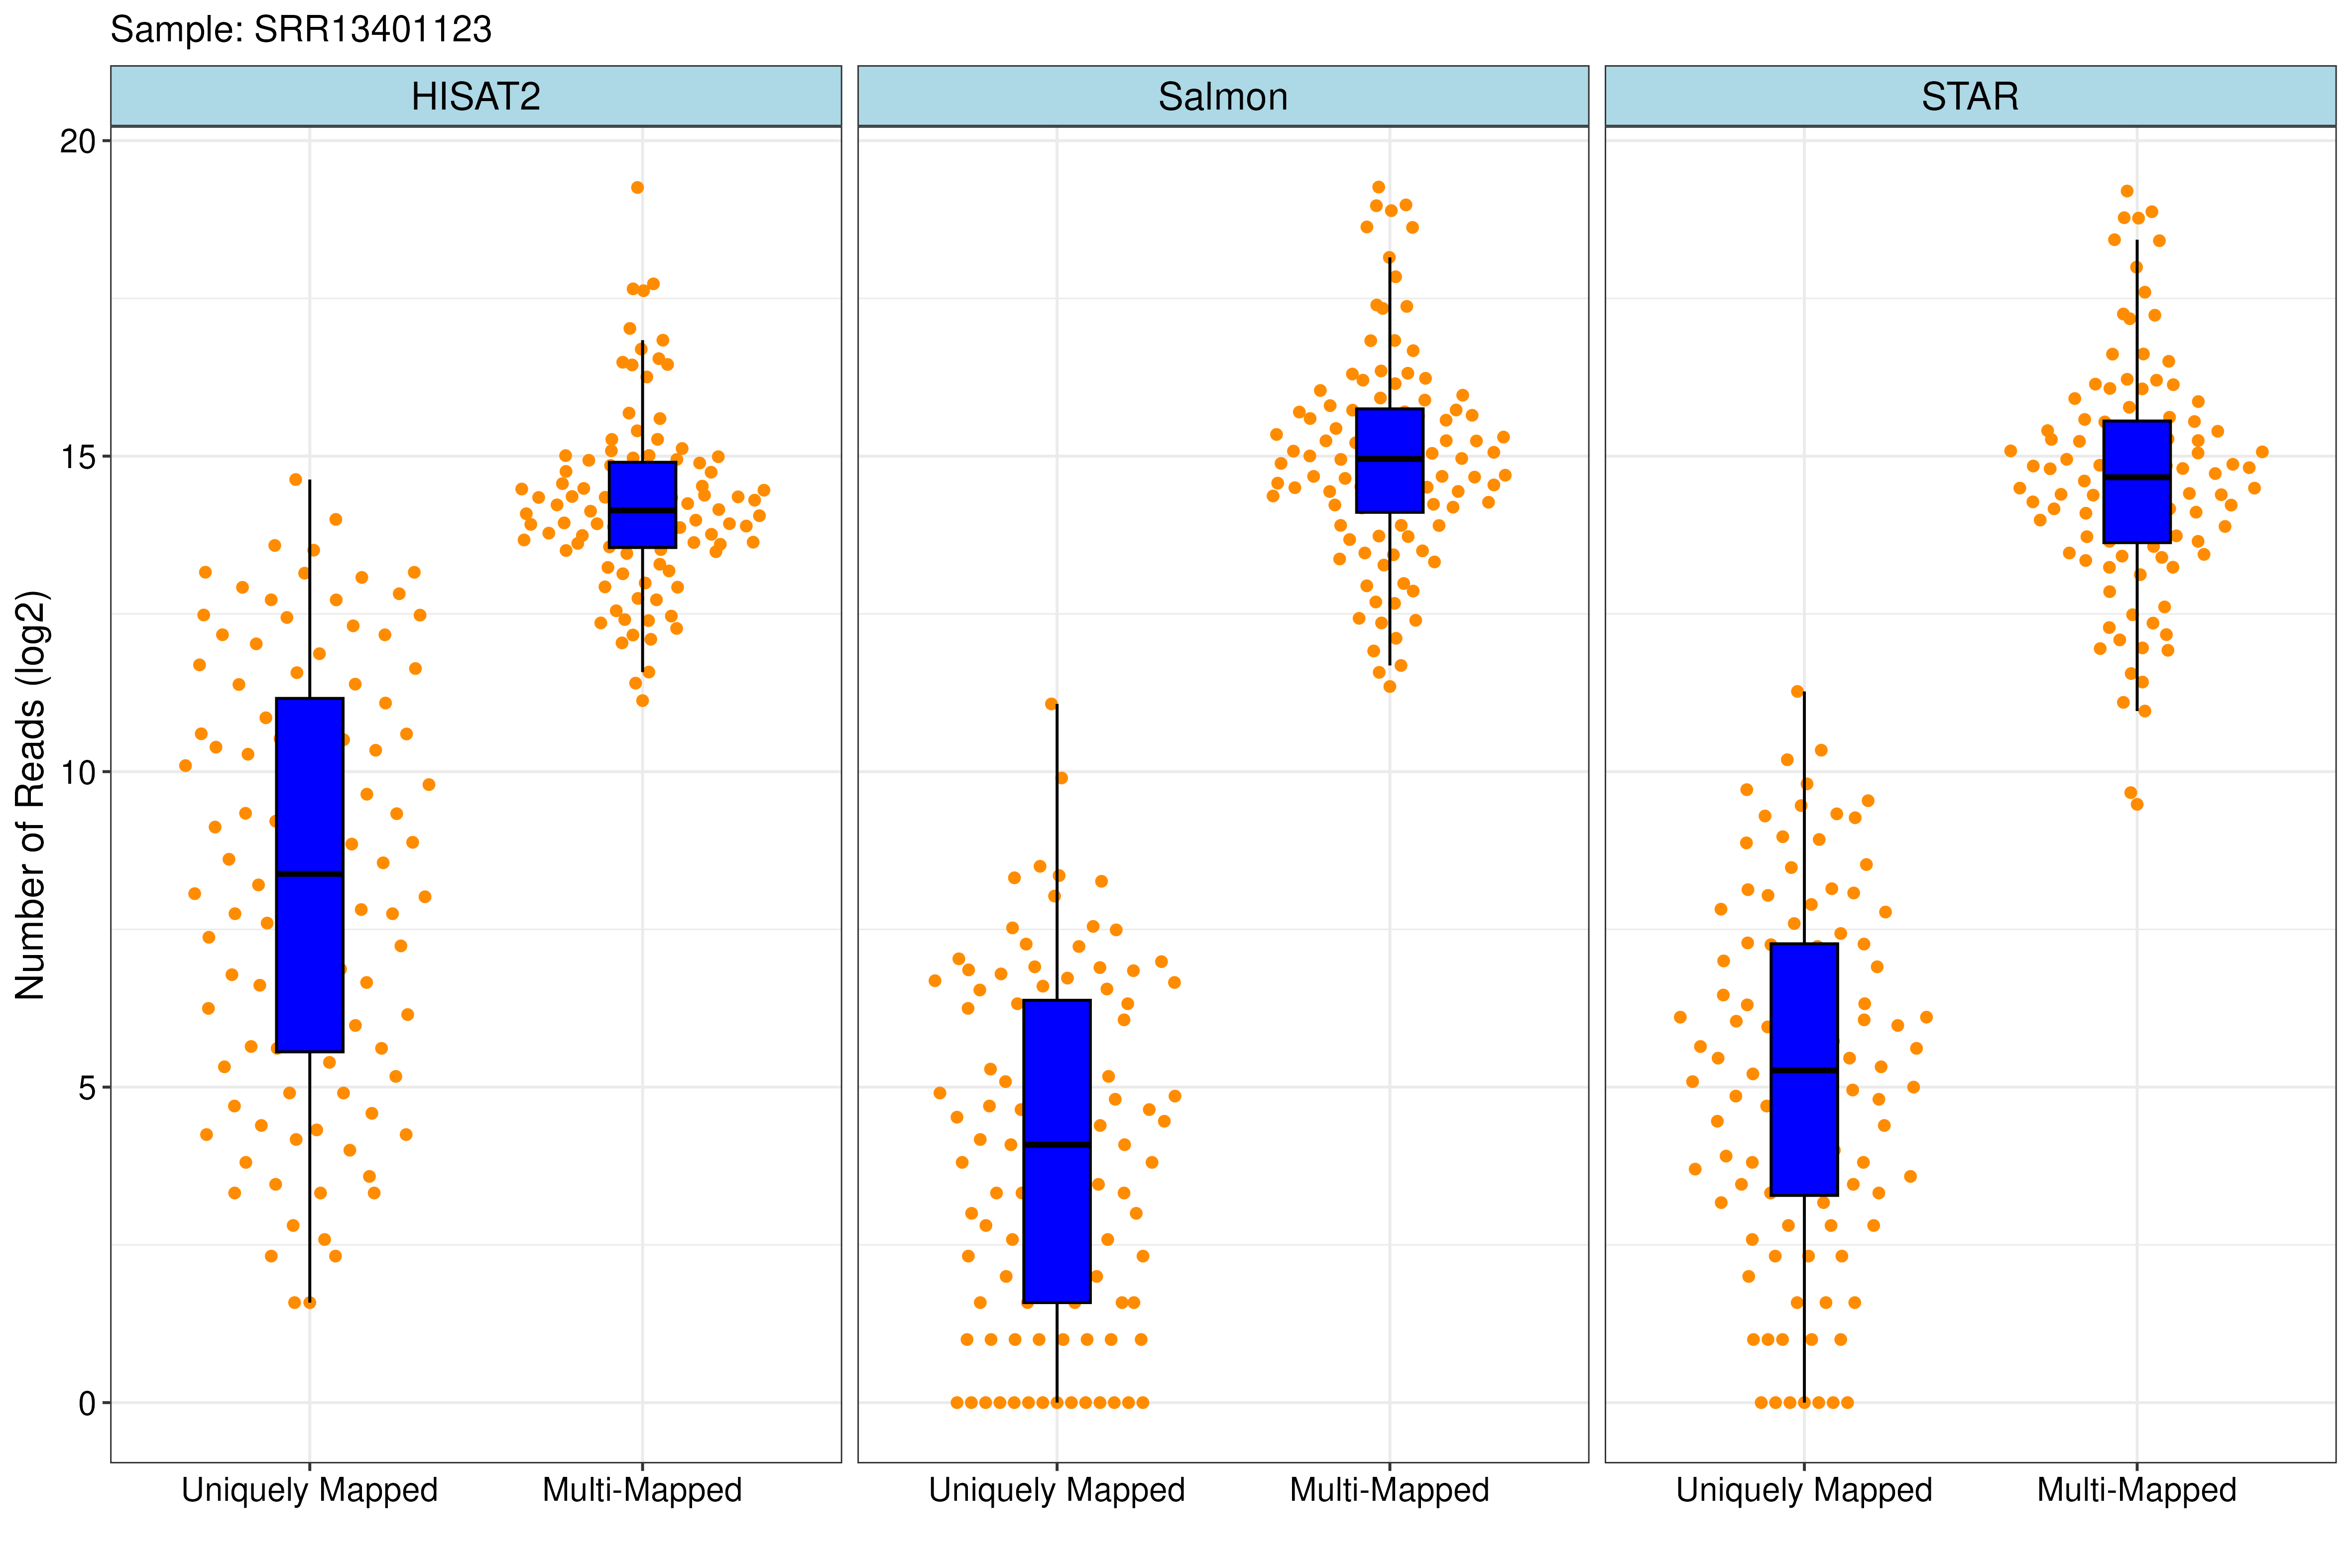 Sample: SRR13401123
HISAT2 Salmon STAR
Number of Reads (log2)
20
15
10
5
0
Uniquely Mapped Multi-Mapped Uniquely Mapped Multi-Mapped Uniquely Mapped Multi-Mapped